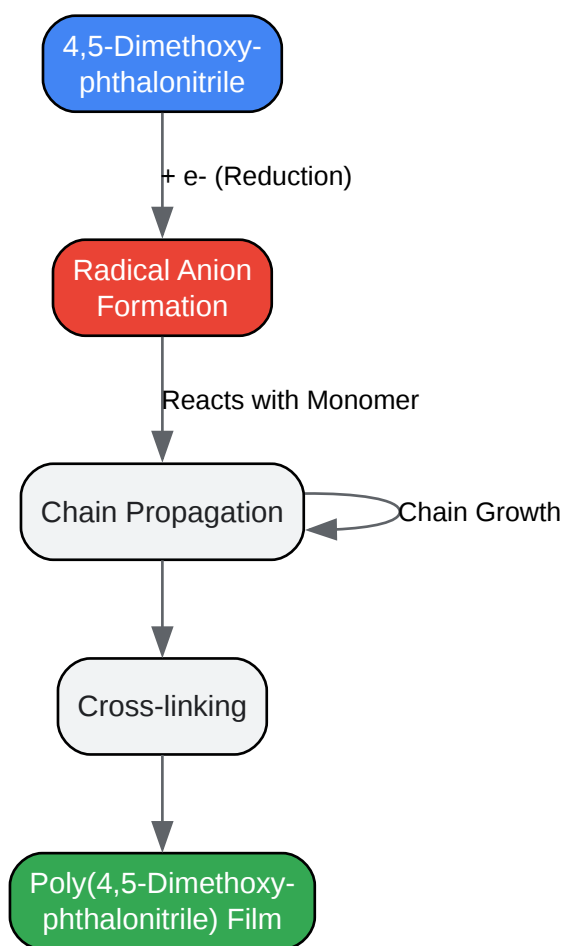 4,5-Dimethoxy-
phthalonitrile
+ e- (Reduction)
Radical Anion
Formation
Reacts with Monomer
Chain Propagation
Chain Growth
Cross-linking
Poly(4,5-Dimethoxy-
phthalonitrile) Film